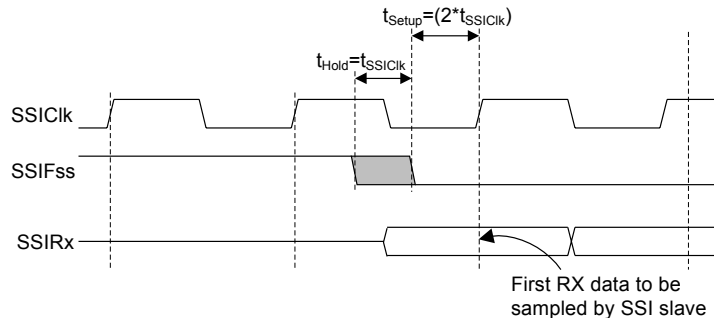 tSetup=(2*tSSIClk)
tHold=tSSIClk
SSIClk
SSIFss
SSIRx
First RX data to be
sampled by SSI slave